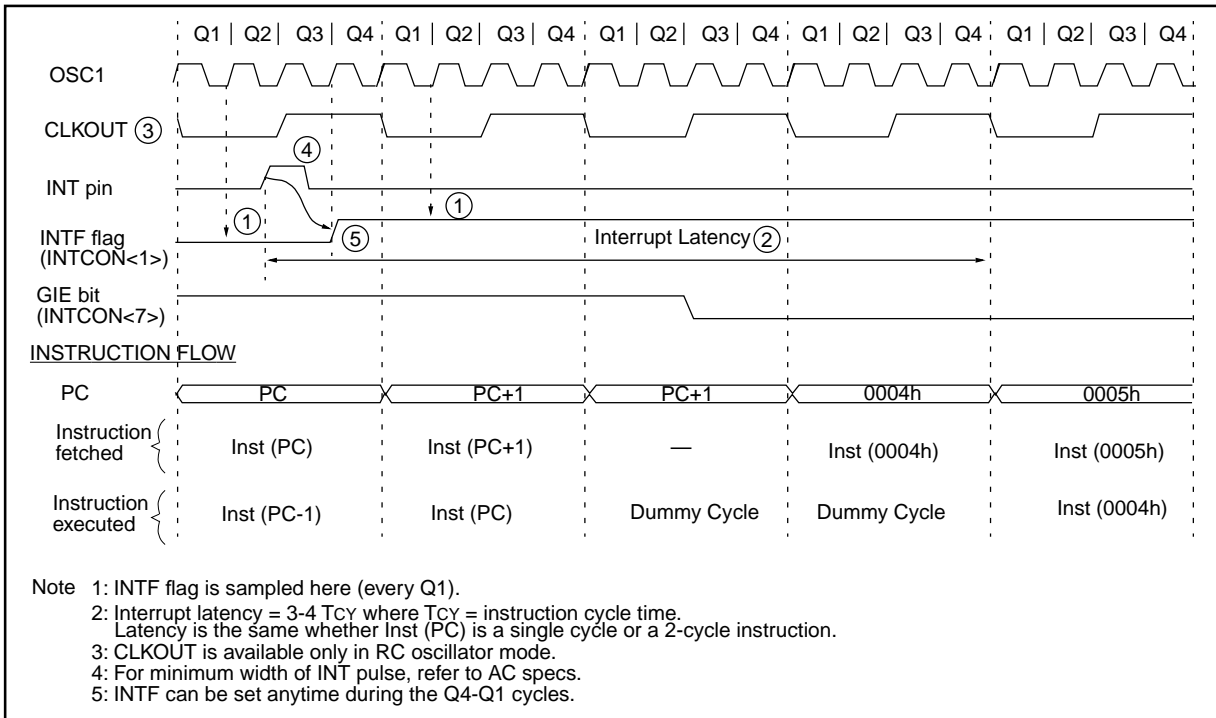 Q1 | Q2 | Q3 | Q4 Q1 | Q2 | Q3 | Q4 Q1 | Q2 | Q3 | Q4 Q1 | Q2 | Q3 | Q4 Q1 | Q2 | Q3 | Q4
OSC1
CLKOUT ③
④
INT pin
① ①
INTF flag ⑤ Interrupt Latency ②
(INTCON<1>)
GIE bit
(INTCON<7>)
INSTRUCTION FLOW
PC PC PC+1 PC+1 0004h 0005h
Instruction
fetched Inst (PC) Inst (PC+1) — Inst (0004h) Inst (0005h)
Instruction
executed Inst (PC-1) Inst (PC) Dummy Cycle Dummy Cycle Inst (0004h)
Note 1: INTF flag is sampled here (every Q1).
2: Interrupt latency = 3-4 TCY where TCY = instruction cycle time.
Latency is the same whether Inst (PC) is a single cycle or a 2-cycle instruction.
3: CLKOUT is available only in RC oscillator mode.
4: For minimum width of INT pulse, refer to AC specs.
5: INTF can be set anytime during the Q4-Q1 cycles.